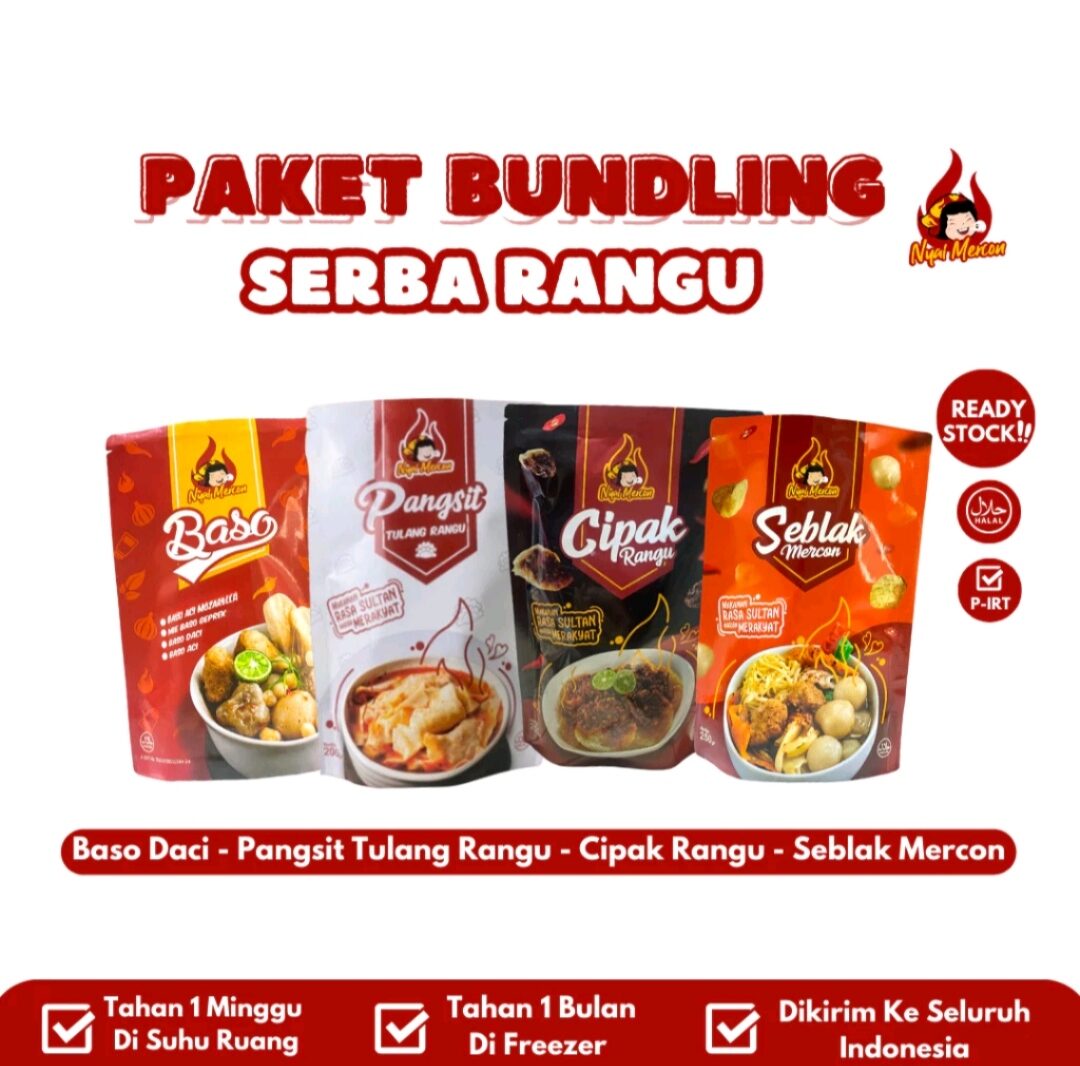 PAKET BUNDLING
SERBA RANGU
Nyai Mercon
READY
STOCK!!
حلال
HALAL
P-IRT
Nyai Mercon
Baso
BASO ACI MOZARELLA
MIE BASO GEPREK
BASO DACI
BASO ACI
Nyai Mercon
Pangsit
TULANG RANGU
MAKANAN
RASA SULTAN
HARGA MERAKYAT
Nyai Mercon
Cipak
Rangu
MAKANAN
RASA SULTAN
HARGA MERAKYAT
Nyai Mercon
Seblak
Mercon
MAKANAN
RASA SULTAN
HARGA MERAKYAT
250gr
Baso Daci - Pangsit Tulang Rangu - Cipak Rangu - Seblak Mercon
Tahan 1 Minggu
Di Suhu Ruang
Tahan 1 Bulan
Di Freezer
Dikirim Ke Seluruh
Indonesia